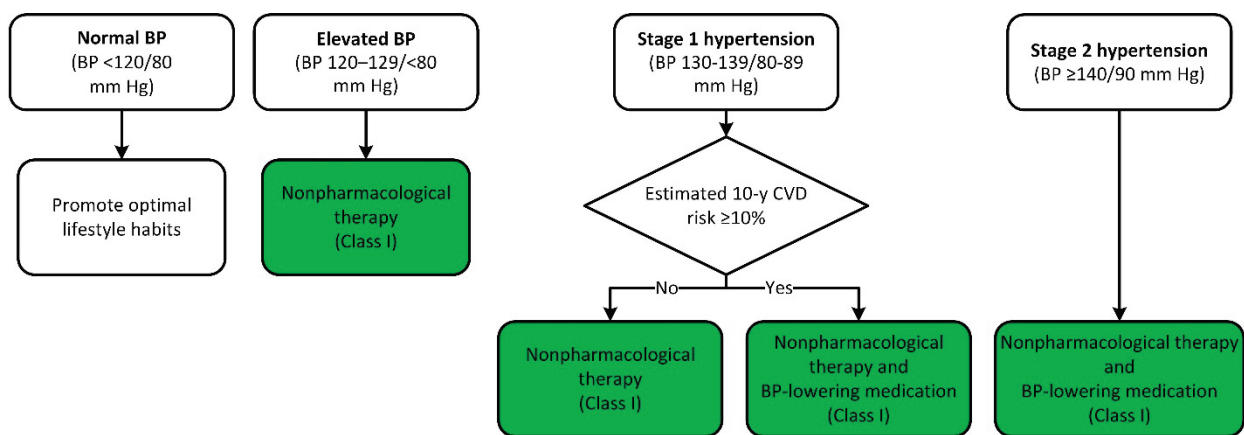 Normal BP
(BP <120/80
mm Hg)
Elevated BP
(BP 120–129/<80
mm Hg)
Stage 1 hypertension
(BP 130-139/80-89
mm Hg)
Stage 2 hypertension
(BP ≥140/90 mm Hg)
Promote optimal
lifestyle habits
Nonpharmacological
therapy
(Class I)
Estimated 10-y CVD
risk ≥10%
No
Yes
Nonpharmacological
therapy
(Class I)
Nonpharmacological
therapy and
BP-lowering medication
(Class I)
Nonpharmacological therapy
and
BP-lowering medication
(Class I)